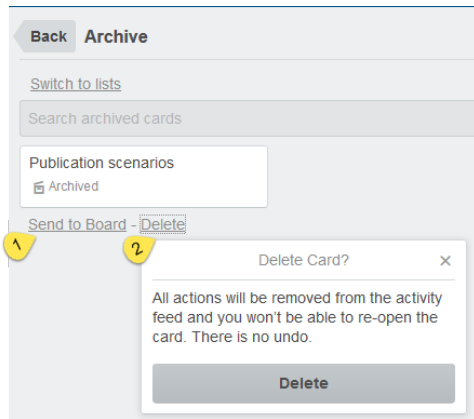 Back Archive
Switch to lists
Search archived cards
Publication scenarios
Archived
Send to Board - Delete
1
2
Delete Card?
All actions will be removed from the activity
feed and you won't be able to re-open the
card. There is no undo.
Delete